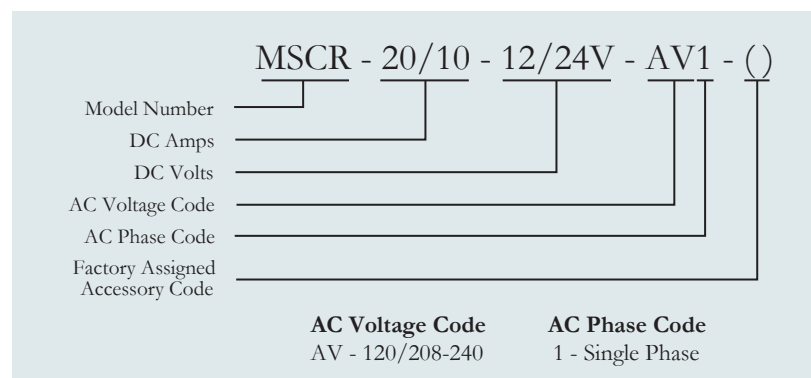 MSCR - 20/10 - 12/24V - AV1 - ( )
Model Number
DC Amps
DC Volts
AC Voltage Code
AC Phase Code
Factory Assigned
Accessory Code
AC Voltage Code
AV - 120/208-240
AC Phase Code
1 - Single Phase